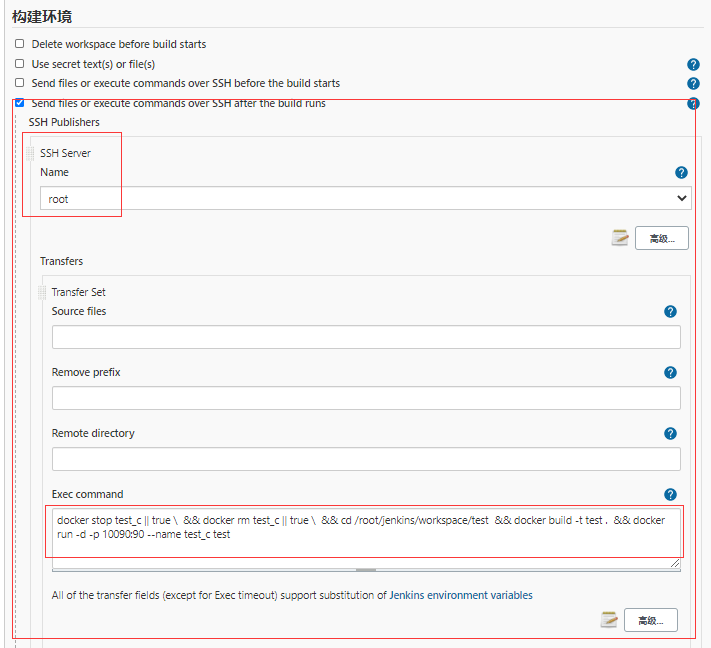 构建环境
Delete workspace before build starts
Use secret text(s) or file(s)
Send files or execute commands over SSH before the build starts
Send files or execute commands over SSH after the build runs
SSH Publishers
SSH Server
Name
root
高级...
Transfers
Transfer Set
Source files
Remove prefix
Remote directory
Exec command
docker stop test_c || true \  && docker rm test_c || true \  && cd /root/jenkins/workspace/test  && docker build -t test .  && docker
run -d -p 10090:90 --name test_c test
All of the transfer fields (except for Exec timeout) support substitution of Jenkins environment variables
高级...